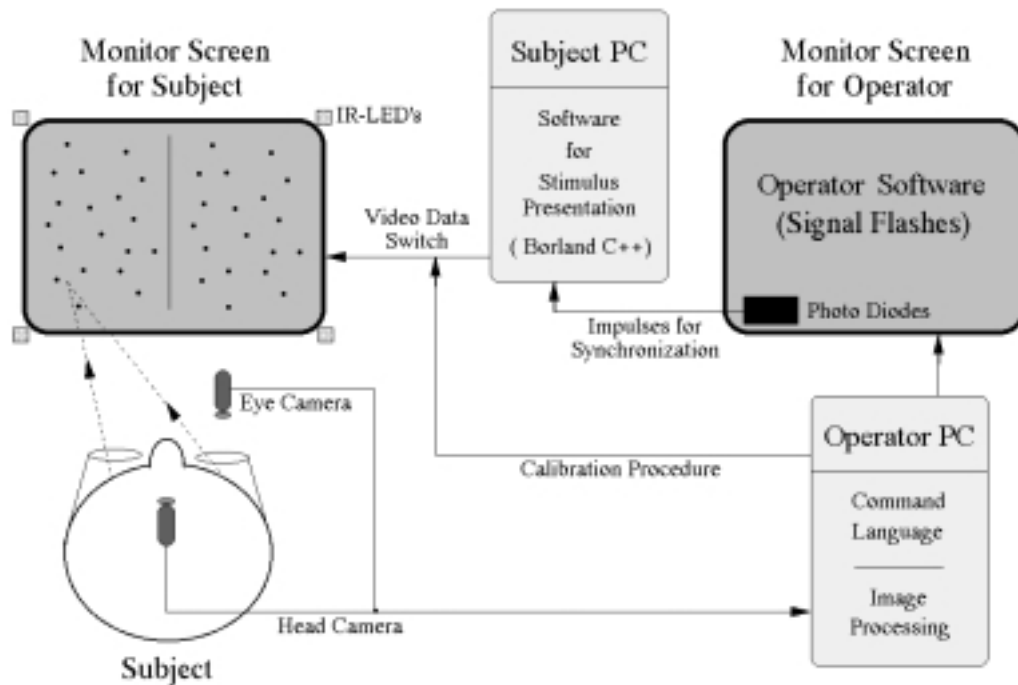 Monitor Screen
for Subject
IR-LED's
Subject PC
Software
for
Stimulus
Presentation
( Borland C++)
Monitor Screen
for Operator
Operator Software
(Signal Flashes)
Photo Diodes
Video Data
Switch
Impulses for
Synchronization
Eye Camera
Calibration Procedure
Operator PC
Command
Language
Image
Processing
Head Camera
Subject